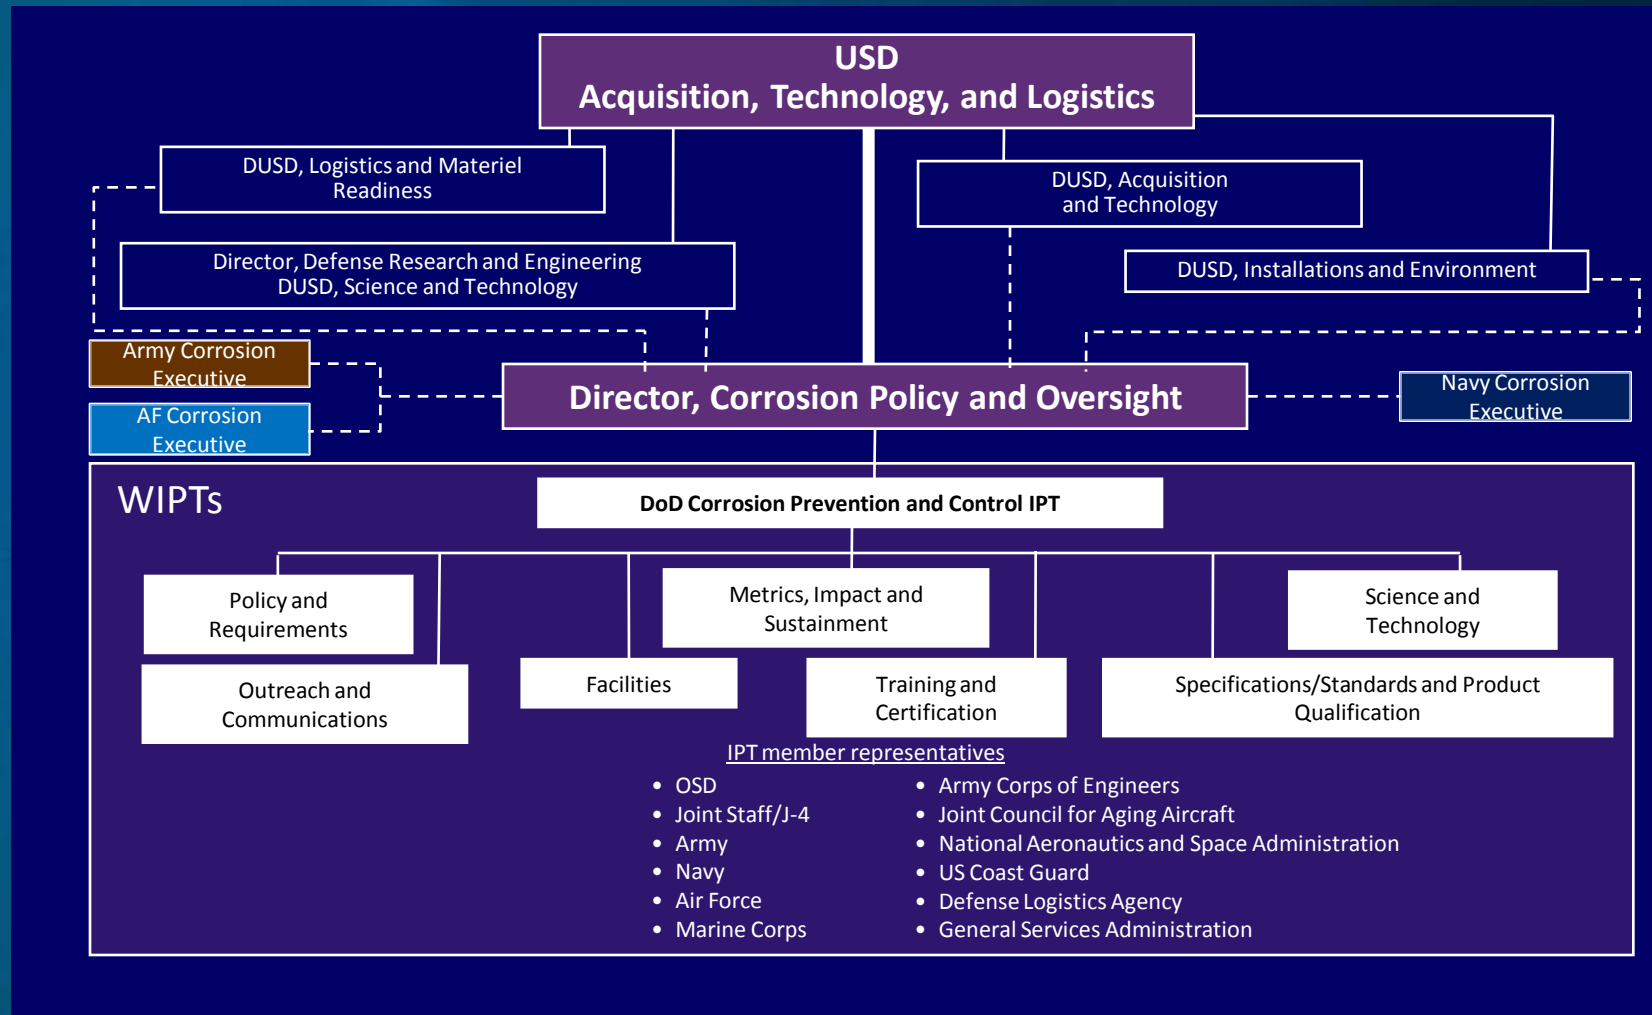 USD
Acquisition, Technology, and Logistics
DUSD, Logistics and Materiel
Readiness
DUSD, Acquisition
and Technology
Director, Defense Research and Engineering
DUSD, Science and Technology
DUSD, Installations and Environment
Army Corrosion
Executive
AF Corrosion
Executive
Director, Corrosion Policy and Oversight
Navy Corrosion
Executive
WIPTs
DoD Corrosion Prevention and Control IPT
Policy and
Requirements
Metrics, Impact and
Sustainment
Science and
Technology
Outreach and
Communications
Facilities
Training and
Certification
Specifications/Standards and Product
Qualification
IPT member representatives
• OSD
• Joint Staff/J-4
• Army
• Navy
• Air Force
• Marine Corps
• Army Corps of Engineers
• Joint Council for Aging Aircraft
• National Aeronautics and Space Administration
• US Coast Guard
• Defense Logistics Agency
• General Services Administration